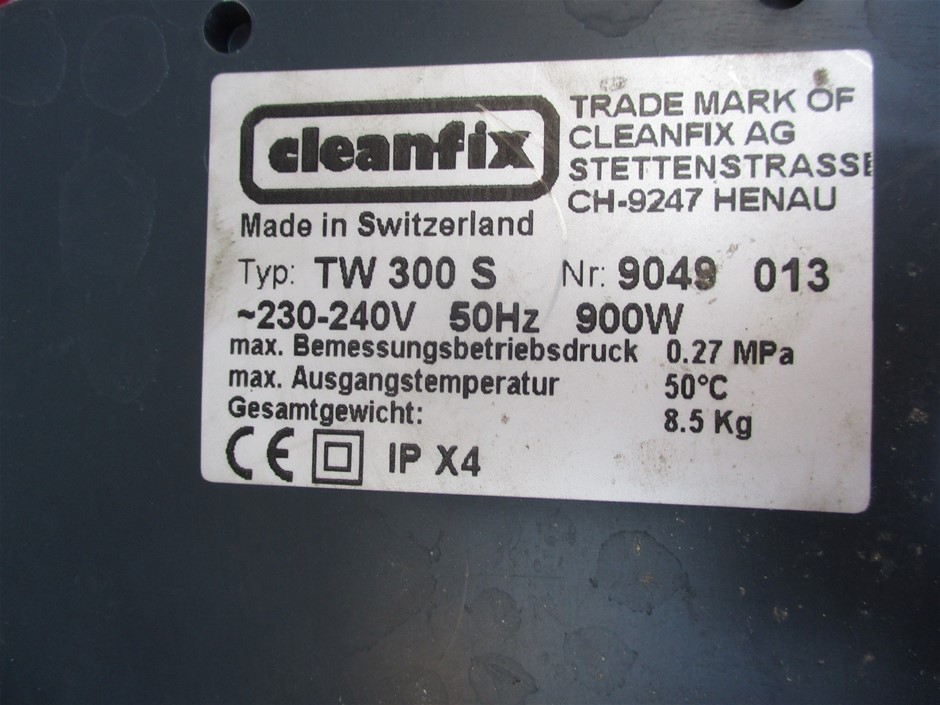 cleanfix
TRADE MARK OF
CLEANFIX AG
STETTENSTRASSE
CH-9247 HENAU
Made in Switzerland
Typ: TW 300 S Nr: 9049 013
~230-240V 50Hz 900W
max. Bemessungsbetriebsdruck 0.27 MPa
max. Ausgangstemperatur 50°C
Gesamtgewicht: 8.5 Kg
CE IP X4